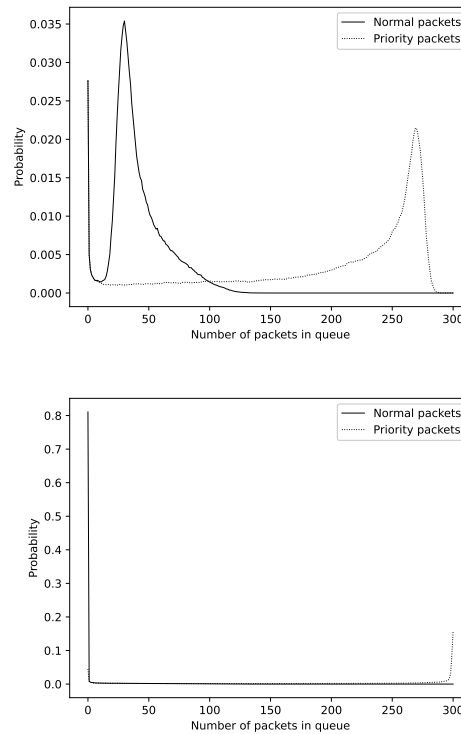 0.035
0.030
0.025
0.020
0.015
0.010
0.005
0.000
Probability
Normal packets
Priority packets
0 50 100 150 200 250 300
Number of packets in queue
0.8
0.7
0.6
0.5
0.4
0.3
0.2
0.1
0.0
Probability
Normal packets
Priority packets
0 50 100 150 200 250 300
Number of packets in queue